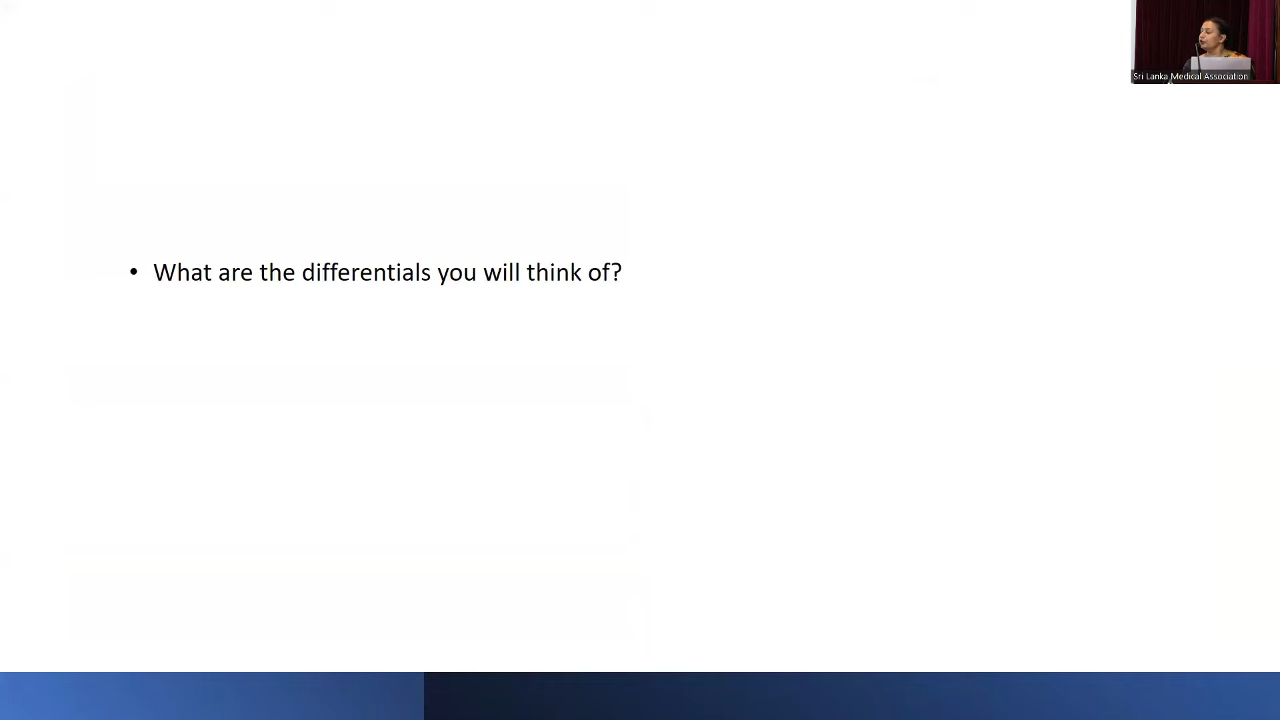 Sri Lanka Medical Association
• What are the differentials you will think of?